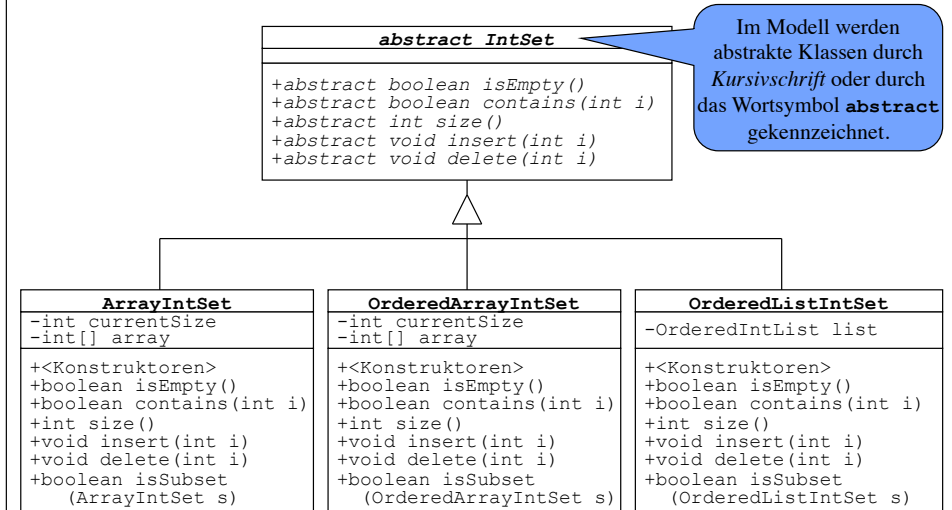 abstract IntSet
+abstract boolean isEmpty()
+abstract boolean contains(int i)
+abstract int size()
+abstract void insert(int i)
+abstract void delete(int i)
Im Modell werden
abstrakte Klassen durch
Kursivschrift oder durch
das Wortsymbol abstract
gekennzeichnet.
ArrayIntSet
-int currentSize
-int[] array
+<Konstruktoren>
+boolean isEmpty()
+boolean contains(int i)
+int size()
+void insert(int i)
+void delete(int i)
+boolean isSubset
(ArrayIntSet s)
OrderedArrayIntSet
-int currentSize
-int[] array
+<Konstruktoren>
+boolean isEmpty()
+boolean contains(int i)
+int size()
+void insert(int i)
+void delete(int i)
+boolean isSubset
(OrderedArrayIntSet s)
OrderedListIntSet
-OrderedIntList list
+<Konstruktoren>
+boolean isEmpty()
+boolean contains(int i)
+int size()
+void insert(int i)
+void delete(int i)
+boolean isSubset
(OrderedListIntSet s)